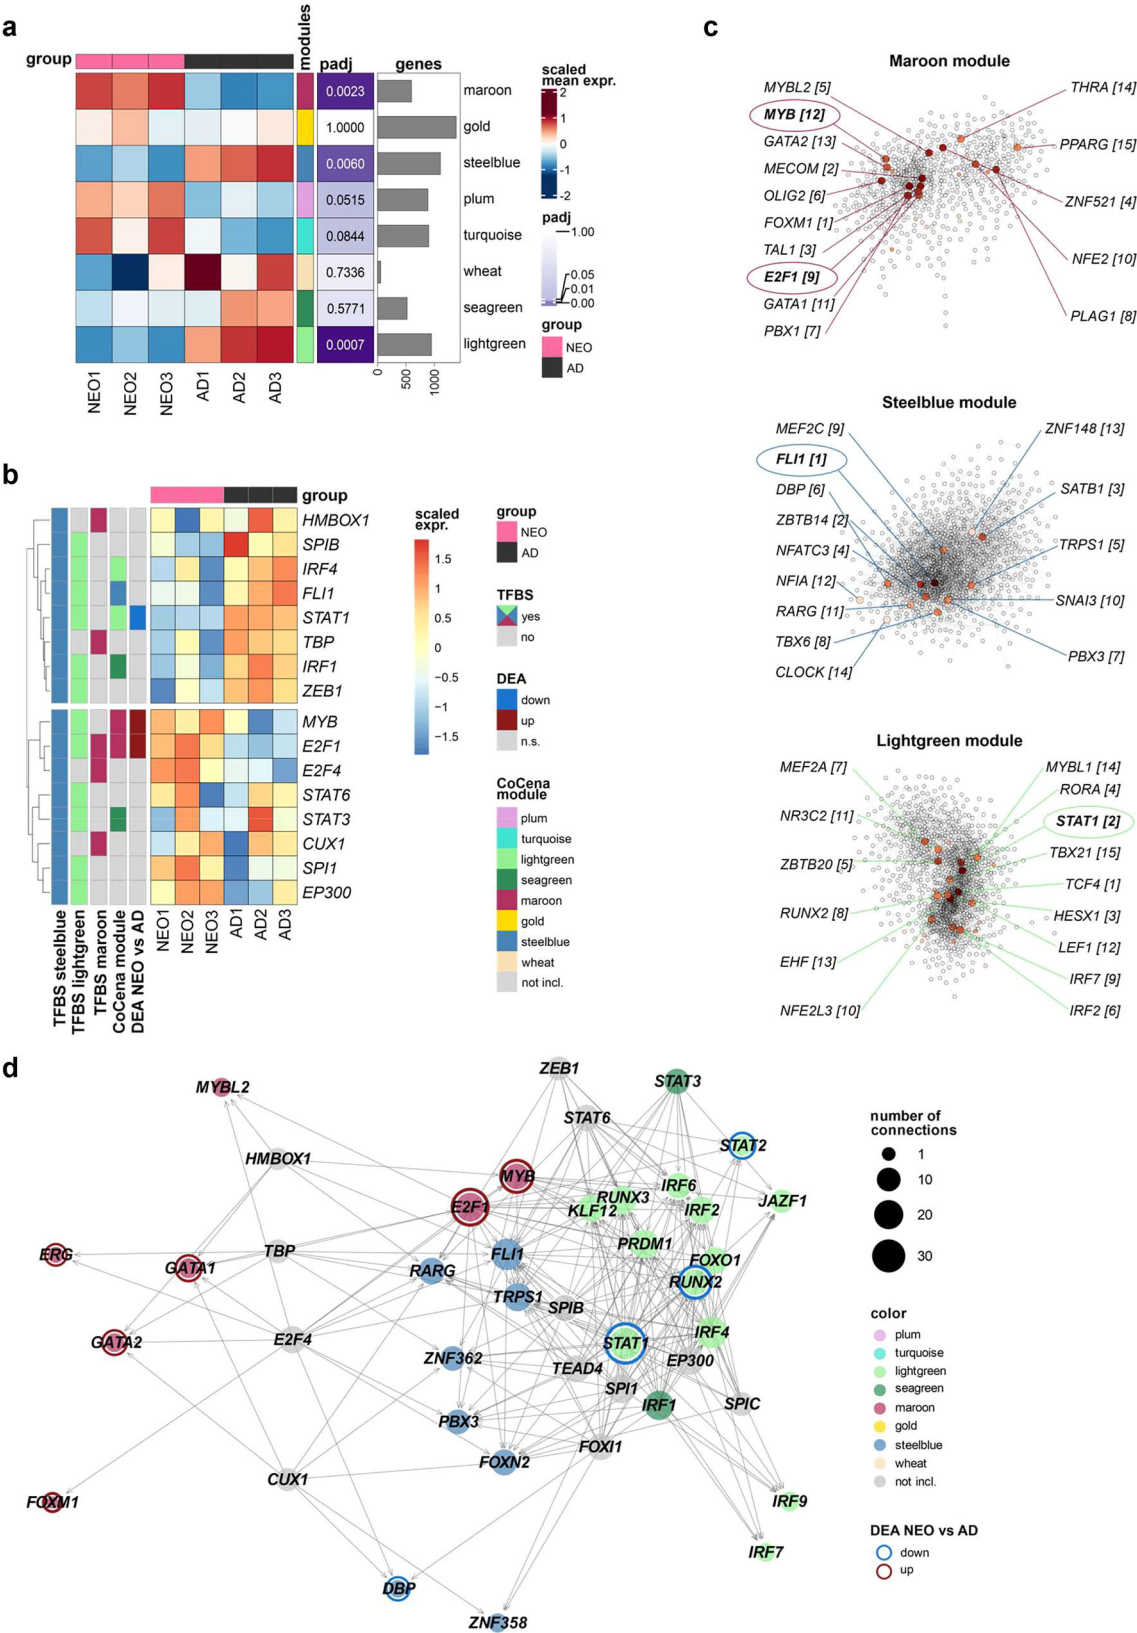 a
group
modules
padj
genes
0.0023
maroon
1.0000
gold
0.0060
steelblue
0.0515
plum
0.0844
turquoise
0.7336
wheat
0.5771
seagreen
0.0007
lightgreen
NEO1
NEO2
NEO3
AD1
AD2
AD3
0
500
1000
scaled
mean expr.
2
1
0
-1
-2
padj
1.00
0.05
0.01
0.00
group
NEO
AD
b
group
HMBOX1
SPIB
IRF4
FLI1
STAT1
TBP
IRF1
ZEB1
MYB
E2F1
E2F4
STAT6
STAT3
CUX1
SPI1
EP300
TFBS steelblue
TFBS lightgreen
TFBS maroon
CoCena module
DEA NEO vs AD
NEO1
NEO2
NEO3
AD1
AD2
AD3
scaled
expr.
1.5
1
0.5
0
−0.5
−1
−1.5
group
NEO
AD
TFBS
yes
no
DEA
down
up
n.s.
CoCena
module
plum
turquoise
lightgreen
seagreen
maroon
gold
steelblue
wheat
not incl.
c
Maroon module
MYBL2 [5]
MYB [12]
GATA2 [13]
MECOM [2]
OLIG2 [6]
FOXM1 [1]
TAL1 [3]
E2F1 [9]
GATA1 [11]
PBX1 [7]
THRA [14]
PPARG [15]
ZNF521 [4]
NFE2 [10]
PLAG1 [8]
Steelblue module
MEF2C [9]
FLI1 [1]
DBP [6]
ZBTB14 [2]
NFATC3 [4]
NFIA [12]
RARG [11]
TBX6 [8]
CLOCK [14]
ZNF148 [13]
SATB1 [3]
TRPS1 [5]
SNAI3 [10]
PBX3 [7]
Lightgreen module
MEF2A [7]
NR3C2 [11]
ZBTB20 [5]
RUNX2 [8]
EHF [13]
NFE2L3 [10]
MYBL1 [14]
RORA [4]
STAT1 [2]
TBX21 [15]
TCF4 [1]
HESX1 [3]
LEF1 [12]
IRF7 [9]
IRF2 [6]
d
ZEB1
MYBL2
STAT3
STAT6
STAT2
HMBOX1
MYB
IRF6
RUNX3
JAZF1
E2F1
KLF12
IRF2
PRDM1
ERG
TBP
FLI1
FOXO1
GATA1
RARG
RUNX2
TRPS1
SPIB
GATA2
E2F4
STAT1
IRF4
ZNF362
TEAD4
EP300
SPI1
IRF1
SPIC
PBX3
FOXI1
FOXN2
CUX1
FOXM1
IRF9
IRF7
DBP
ZNF358
number of
connections
1
10
20
30
color
plum
turquoise
lightgreen
seagreen
maroon
gold
steelblue
wheat
not incl.
DEA NEO vs AD
down
up